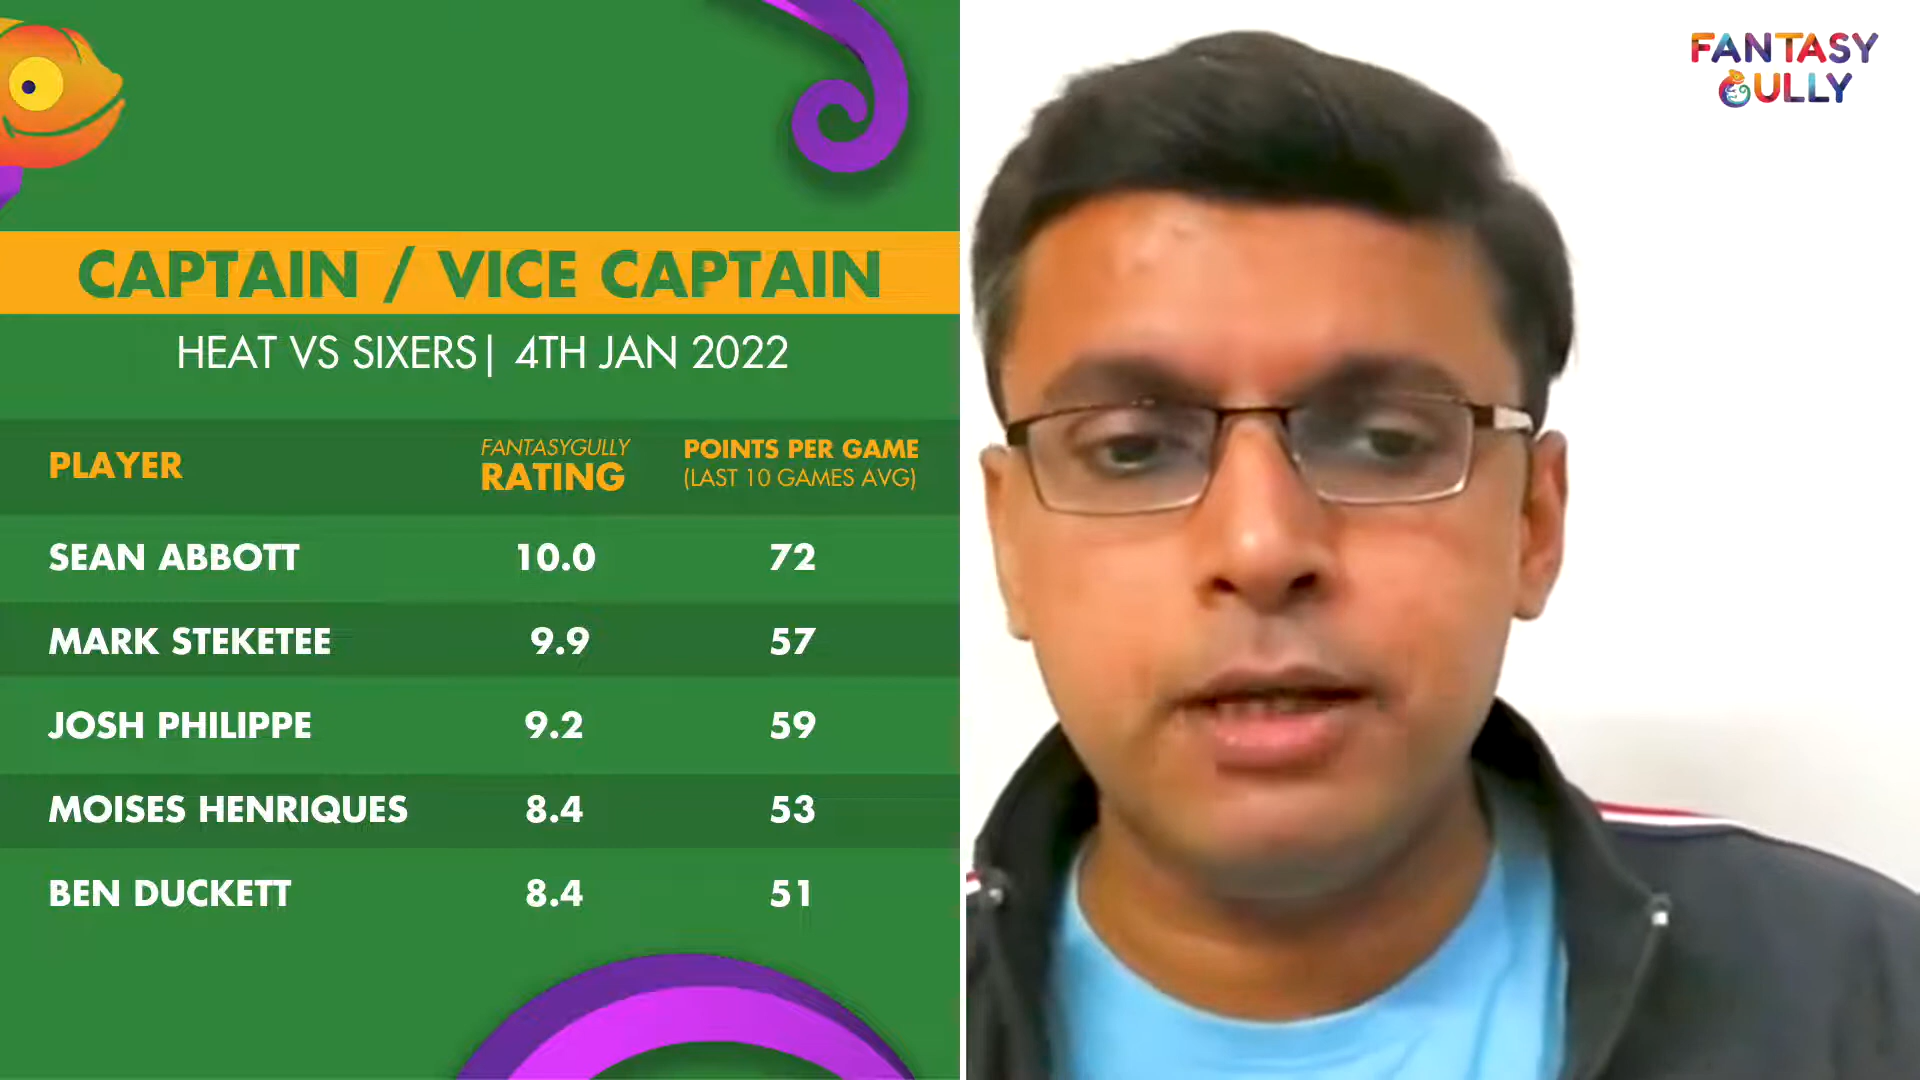 FANTASY
GULLY
CAPTAIN / VICE CAPTAIN
HEAT VS SIXERS| 4TH JAN 2022
PLAYER
FANTASYGULLY
RATING
POINTS PER GAME
(LAST 10 GAMES AVG)
SEAN ABBOTT 10.0 72
MARK STEKETEE 9.9 57
JOSH PHILIPPE 9.2 59
MOISES HENRIQUES 8.4 53
BEN DUCKETT 8.4 51